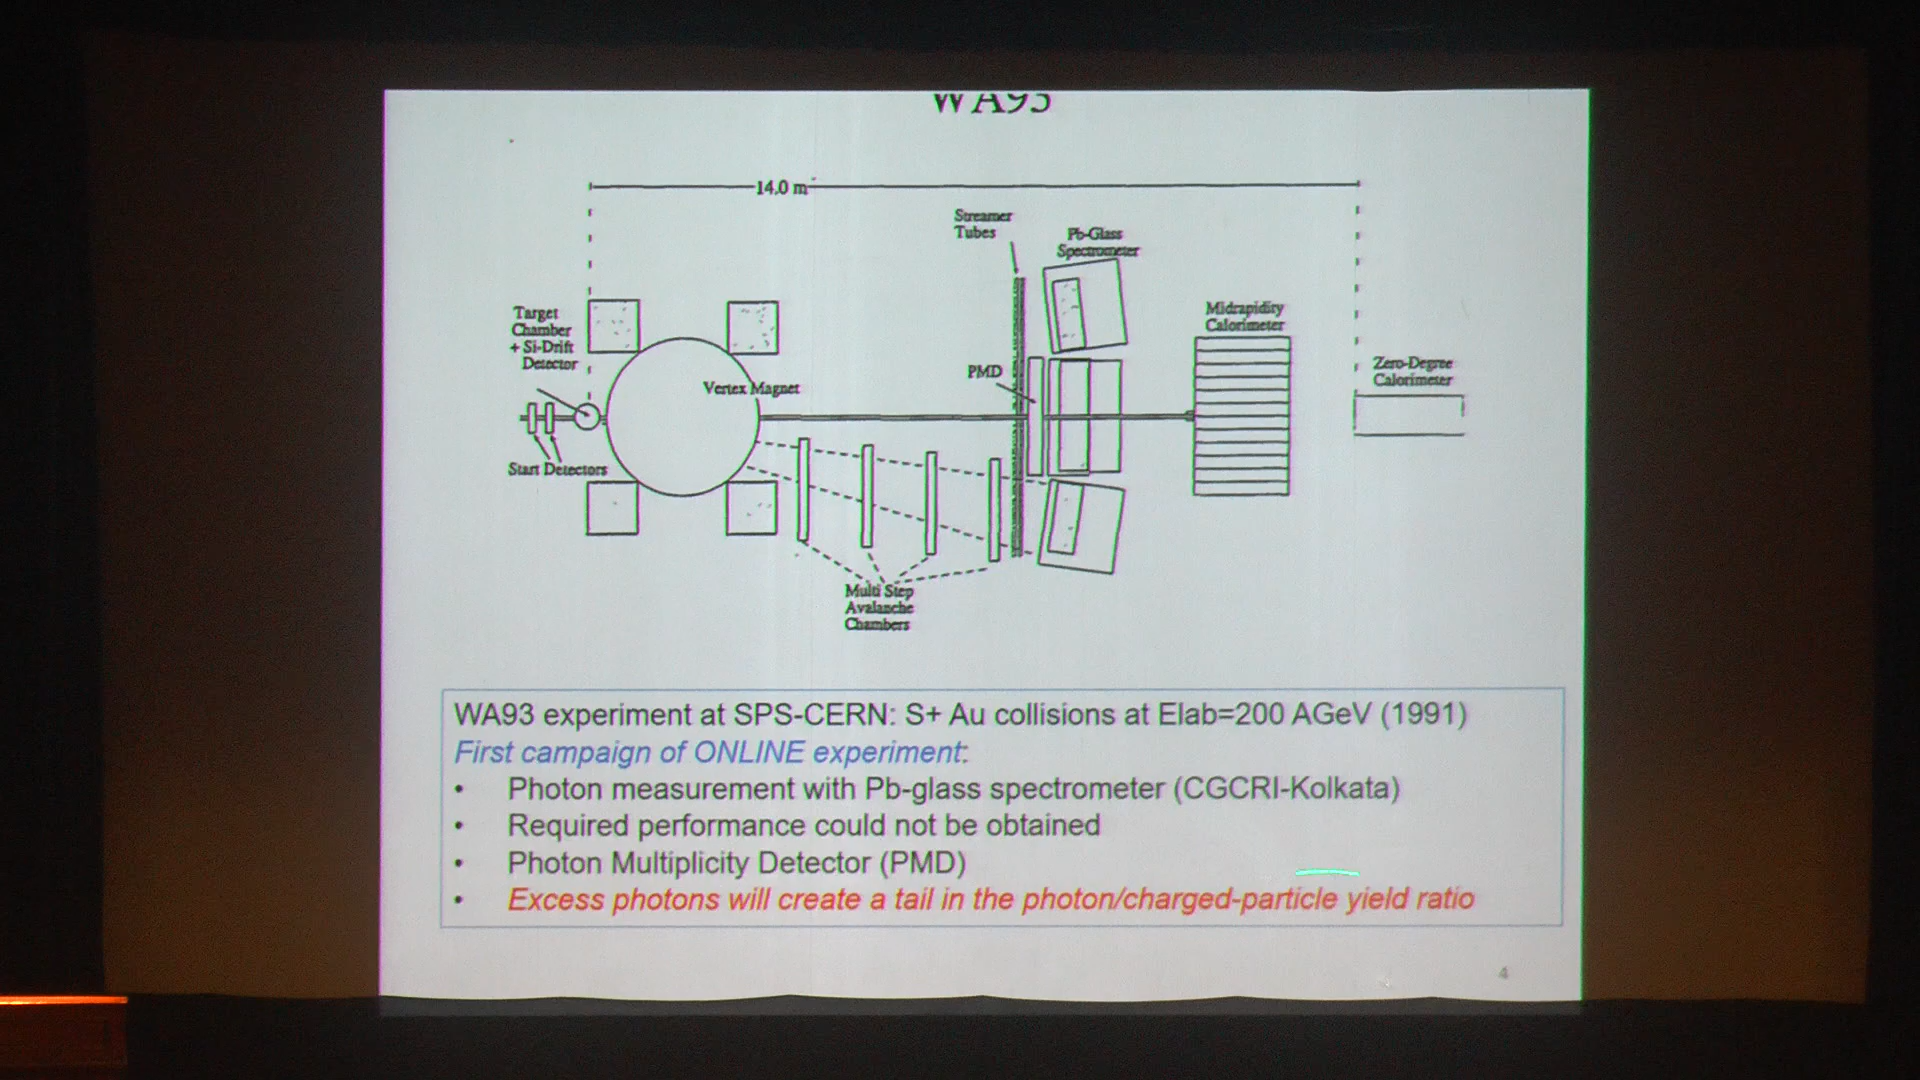 WA93
14.0 m
Streamer
Tubes
Pb-Glass
Spectrometer
Target
Chamber
+ Si-Drift
Detector
Midrapidity
Calorimeter
Zero-Degree
Calorimeter
PMD
Vertex Magnet
Start Detectors
Multi Step
Avalanche
Chambers
WA93 experiment at SPS-CERN: S+ Au collisions at Elab=200 AGeV (1991)
First campaign of ONLINE experiment:
• Photon measurement with Pb-glass spectrometer (CGCRI-Kolkata)
• Required performance could not be obtained
• Photon Multiplicity Detector (PMD)
• Excess photons will create a tail in the photon/charged-particle yield ratio
4